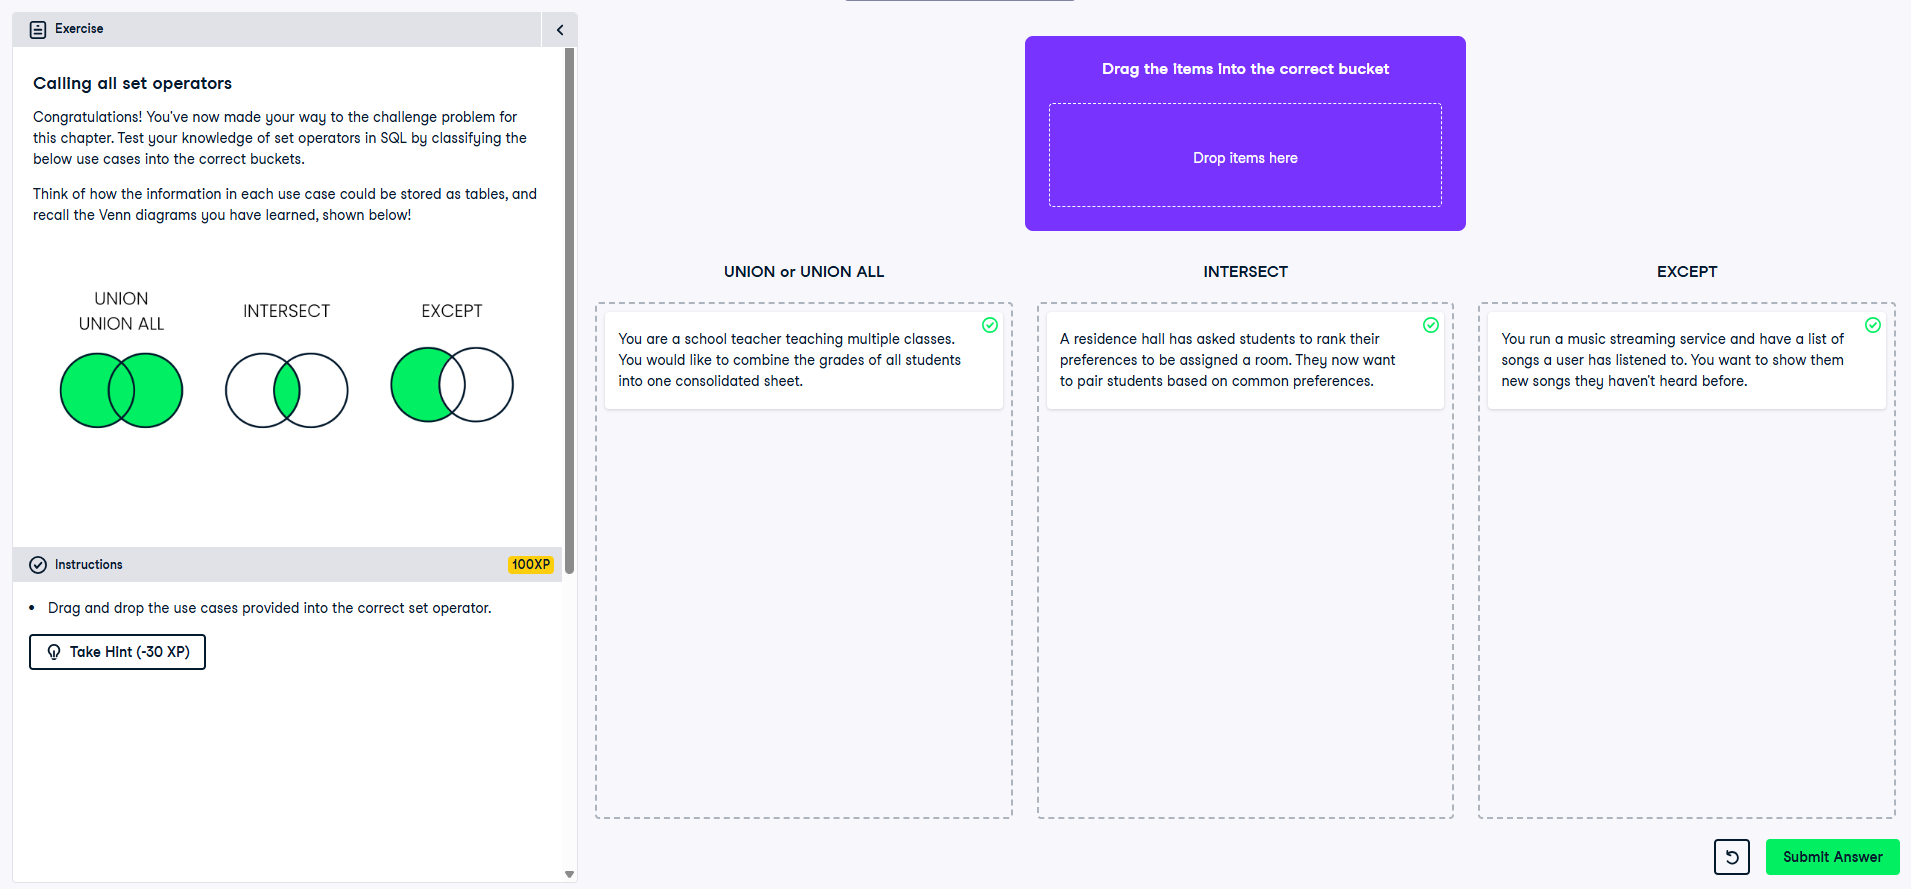 Exercise
Calling all set operators
Congratulations! You've now made your way to the challenge problem for
this chapter. Test your knowledge of set operators in SQL by classifying the
below use cases into the correct buckets.
Think of how the information in each use case could be stored as tables, and
recall the Venn diagrams you have learned, shown below!
UNION
UNION ALL
INTERSECT
EXCEPT
Instructions
100XP
• Drag and drop the use cases provided into the correct set operator.
Take Hint (-30 XP)
Drag the items into the correct bucket
Drop items here
UNION or UNION ALL
You are a school teacher teaching multiple classes.
You would like to combine the grades of all students
into one consolidated sheet.
INTERSECT
A residence hall has asked students to rank their
preferences to be assigned a room. They now want
to pair students based on common preferences.
EXCEPT
You run a music streaming service and have a list of
songs a user has listened to. You want to show them
new songs they haven't heard before.
Submit Answer